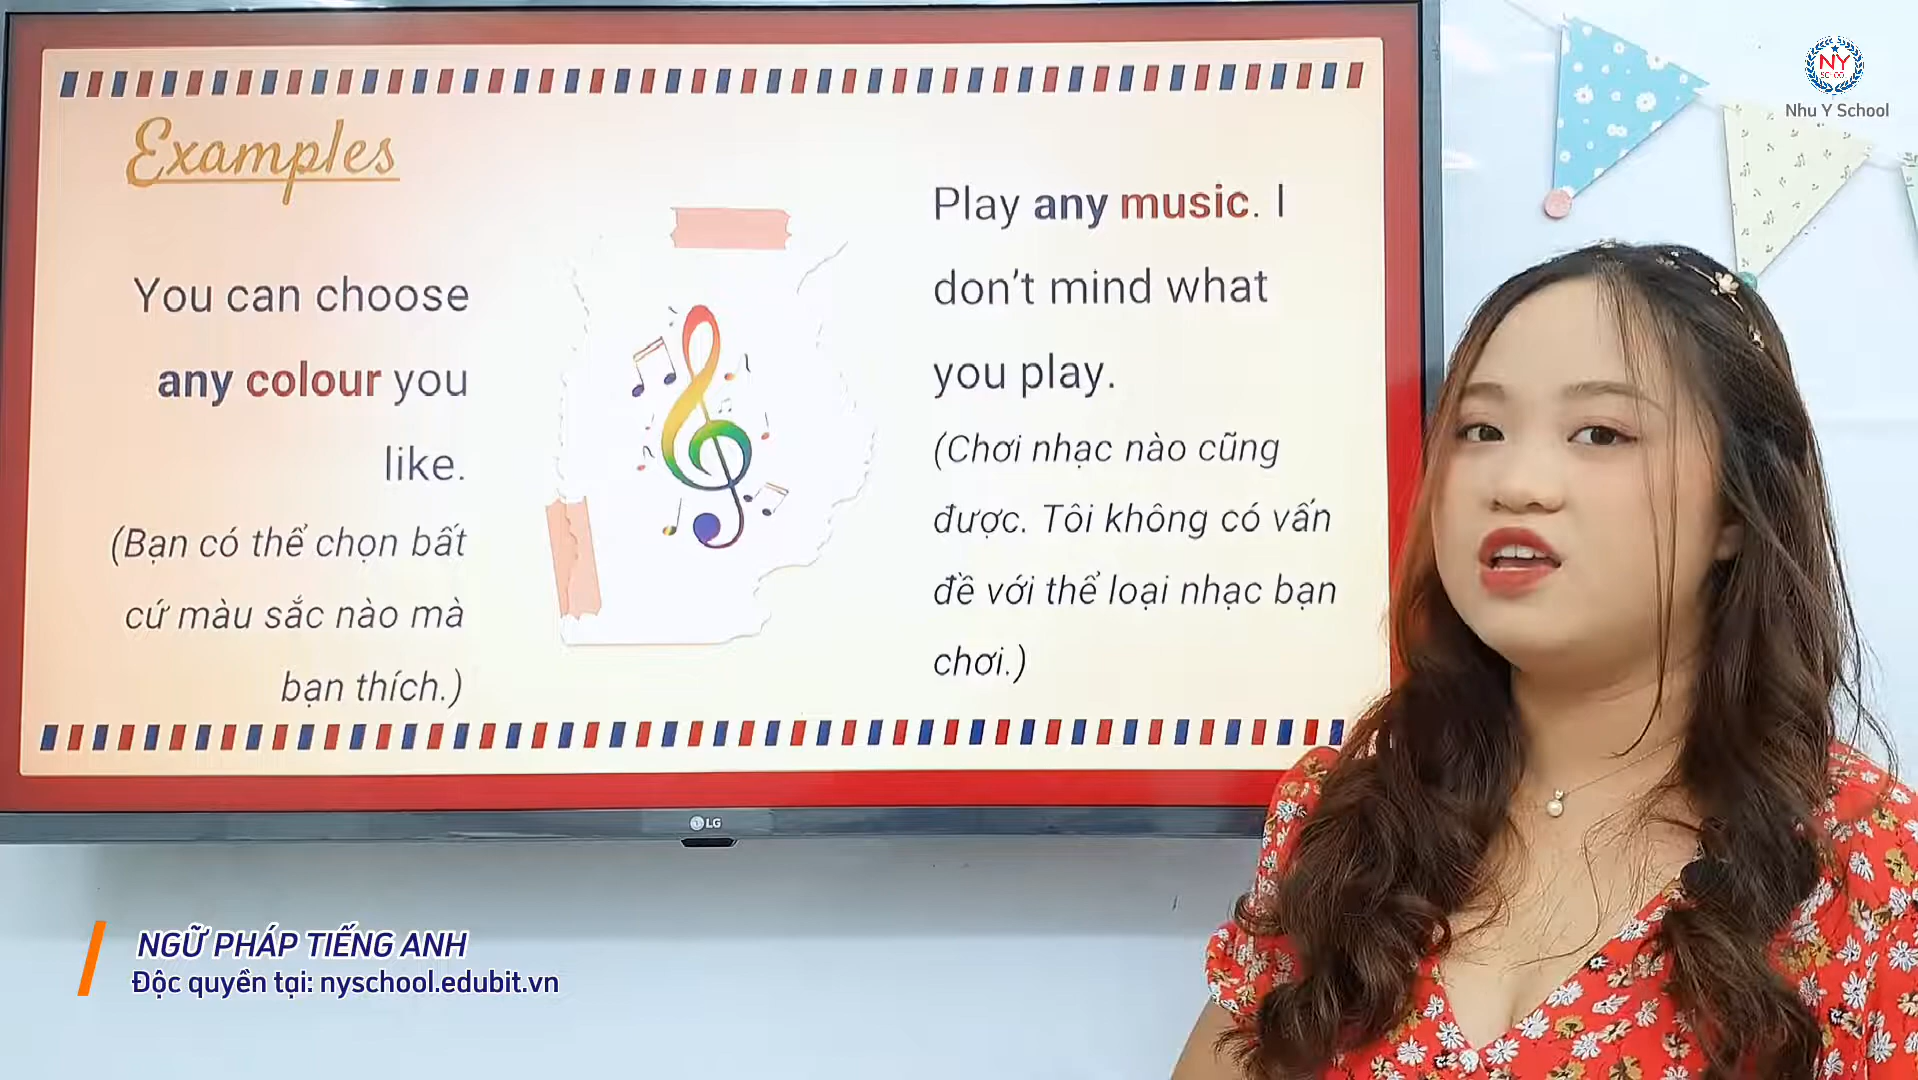 Examples
You can choose
any colour you
like.
(Bạn có thể chọn bất
cứ màu sắc nào mà
bạn thích.)
Play any music. I
don't mind what
you play.
(Chơi nhạc nào cũng
được. Tôi không có vấn
đề với thể loại nhạc bạn
chơi.)
LG
NY
SCHOOL
Nhu Y School
NGỮ PHÁP TIẾNG ANH
Độc quyền tại: nyschool.edubit.vn